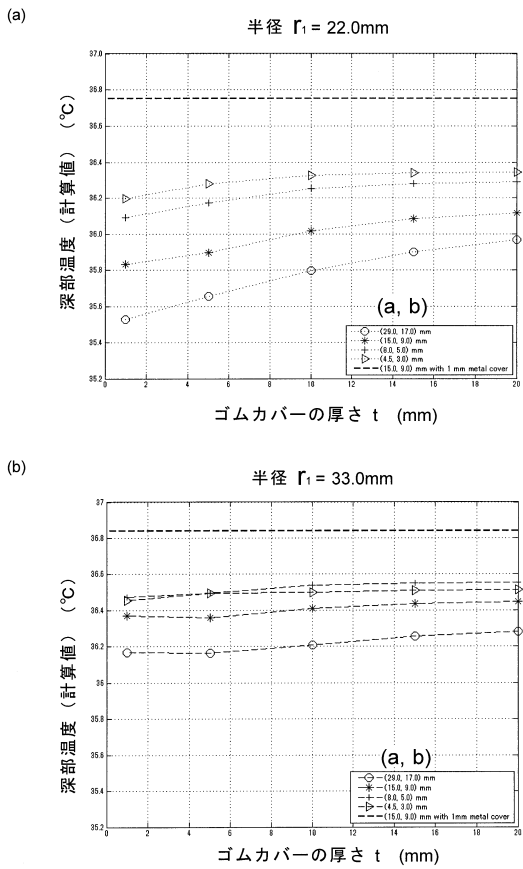 (a)
半径 r₁ = 22.0mm
深部温度（計算値）（℃）
37.0
36.8
36.6
36.4
36.2
36.0
35.8
35.6
35.4
35.2
0 2 4 6 8 10 12 14 16 18 20
(a, b)
(29.0, 17.0) mm
(15.0, 9.0) mm
(8.0, 5.0) mm
(4.5, 3.0) mm
(15.0, 9.0) mm with 1 mm metal cover
ゴムカバーの厚さ t (mm)
(b)
半径 r₁ = 33.0mm
深部温度（計算値）（℃）
37
36.8
36.6
36.4
36.2
36
35.8
35.6
35.4
35.2
0 2 4 6 8 10 12 14 16 18 20
(a, b)
(29.0, 17.0) mm
(15.0, 9.0) mm
(8.0, 5.0) mm
(4.5, 3.0) mm
(15.0, 9.0) mm with 1mm metal cover
ゴムカバーの厚さ t (mm)